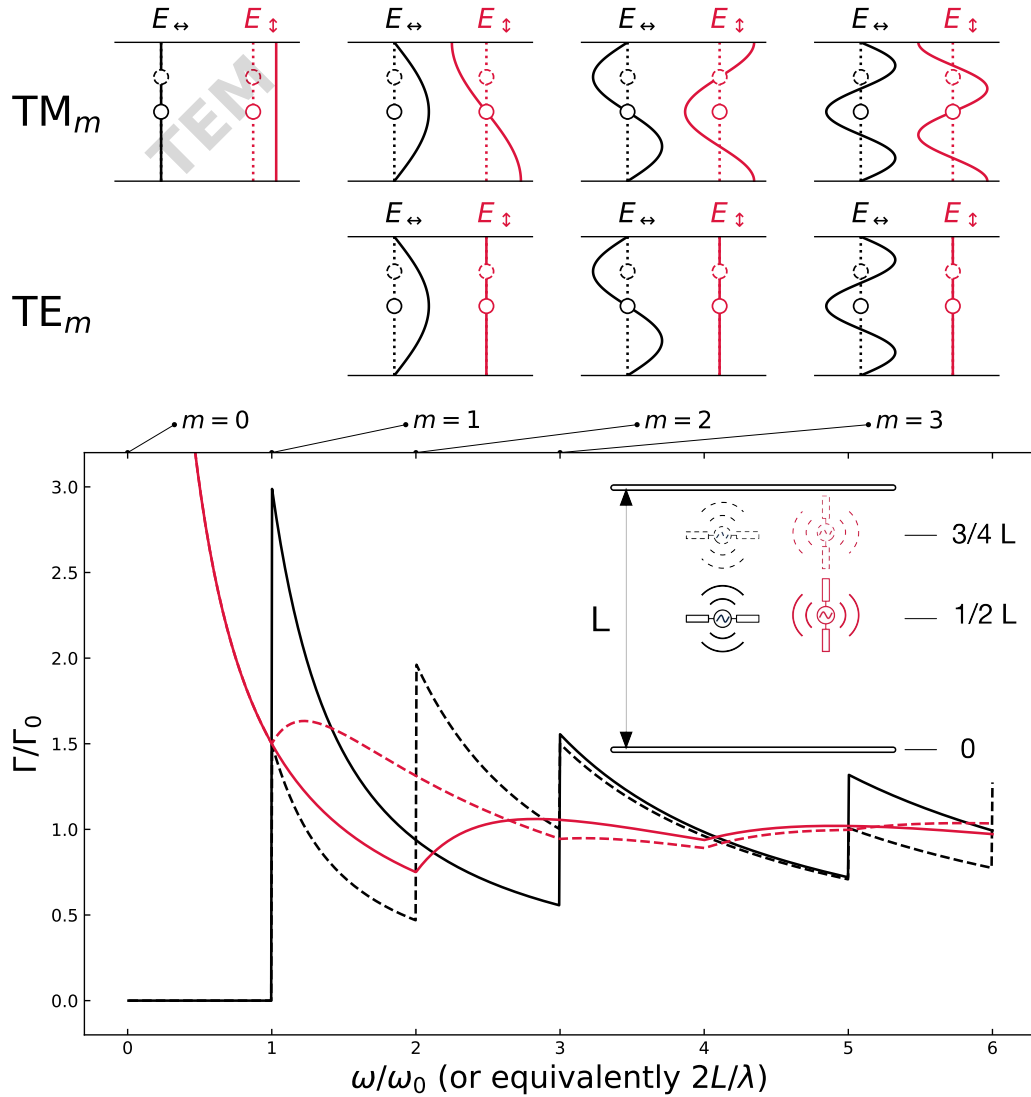 E↔ E↕ E↔ E↕ E↔ E↕ E↔ E↕
TMₘ
TEM
E↔ E↕ E↔ E↕ E↔ E↕
TEₘ
m = 0 m = 1 m = 2 m = 3
3.0
2.5
2.0
1.5
1.0
0.5
0.0
Γ/Γ₀
L
3/4 L
1/2 L
0
0 1 2 3 4 5 6
ω/ω₀ (or equivalently 2L/λ)